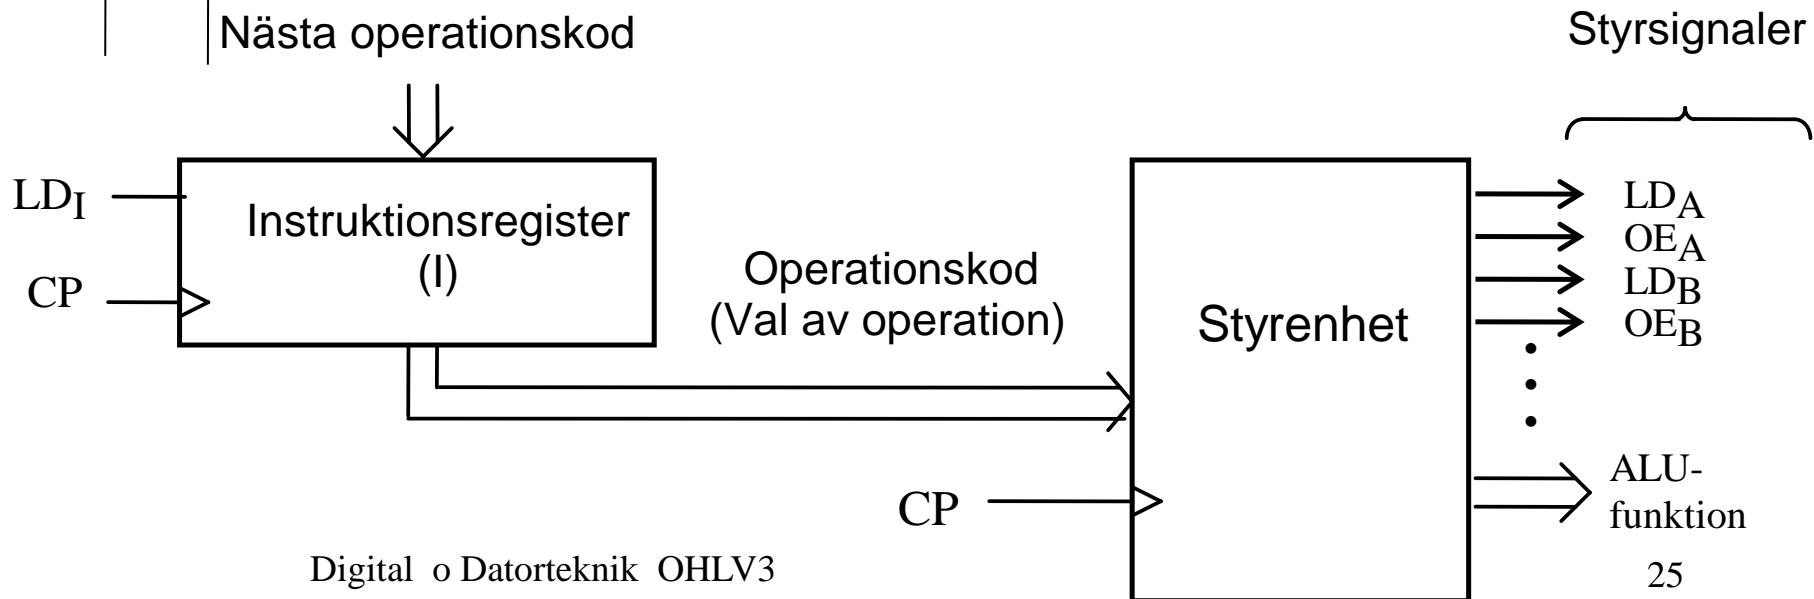 Nästa operationskod
Styrsignaler
LDI
CP
Instruktionsregister
(I)
Operationskod
(Val av operation)
Styrenhet
LDA
OEA
LDB
OEB
CP
ALU-
funktion
Digital o Datorteknik OHLV3
25